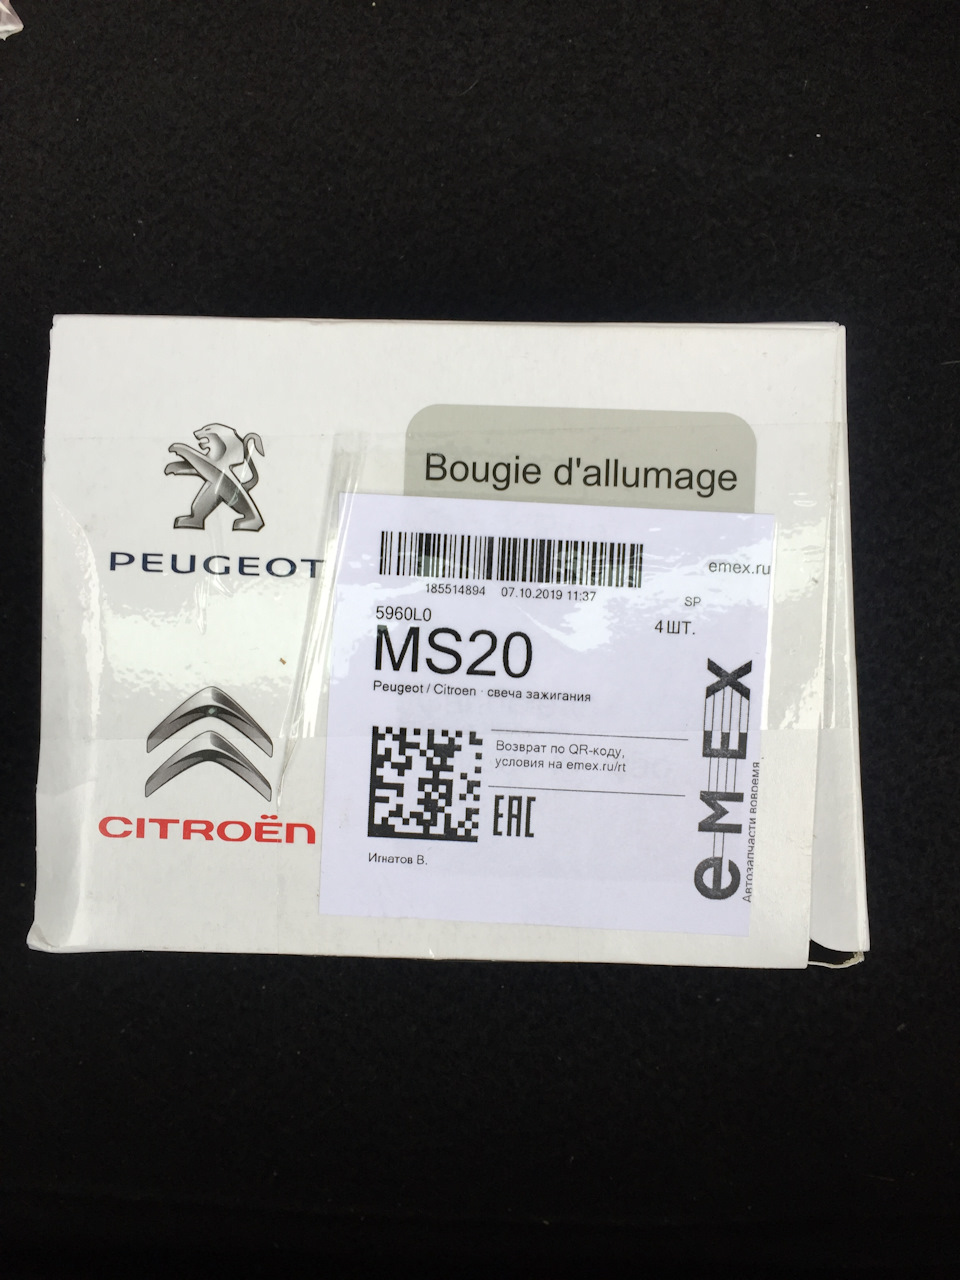 Bougie d'allumage
PEUGEOT
CITROËN
emex.ru
185514894 07.10.2019 11:37
SP
5960L0
4 ШТ.
MS20
Peugeot / Citroen · свеча зажигания
Возврат по QR-коду,
условия на emex.ru/rt
EAC
Игнатов В.
eMEX
Автозапчасти вовремя